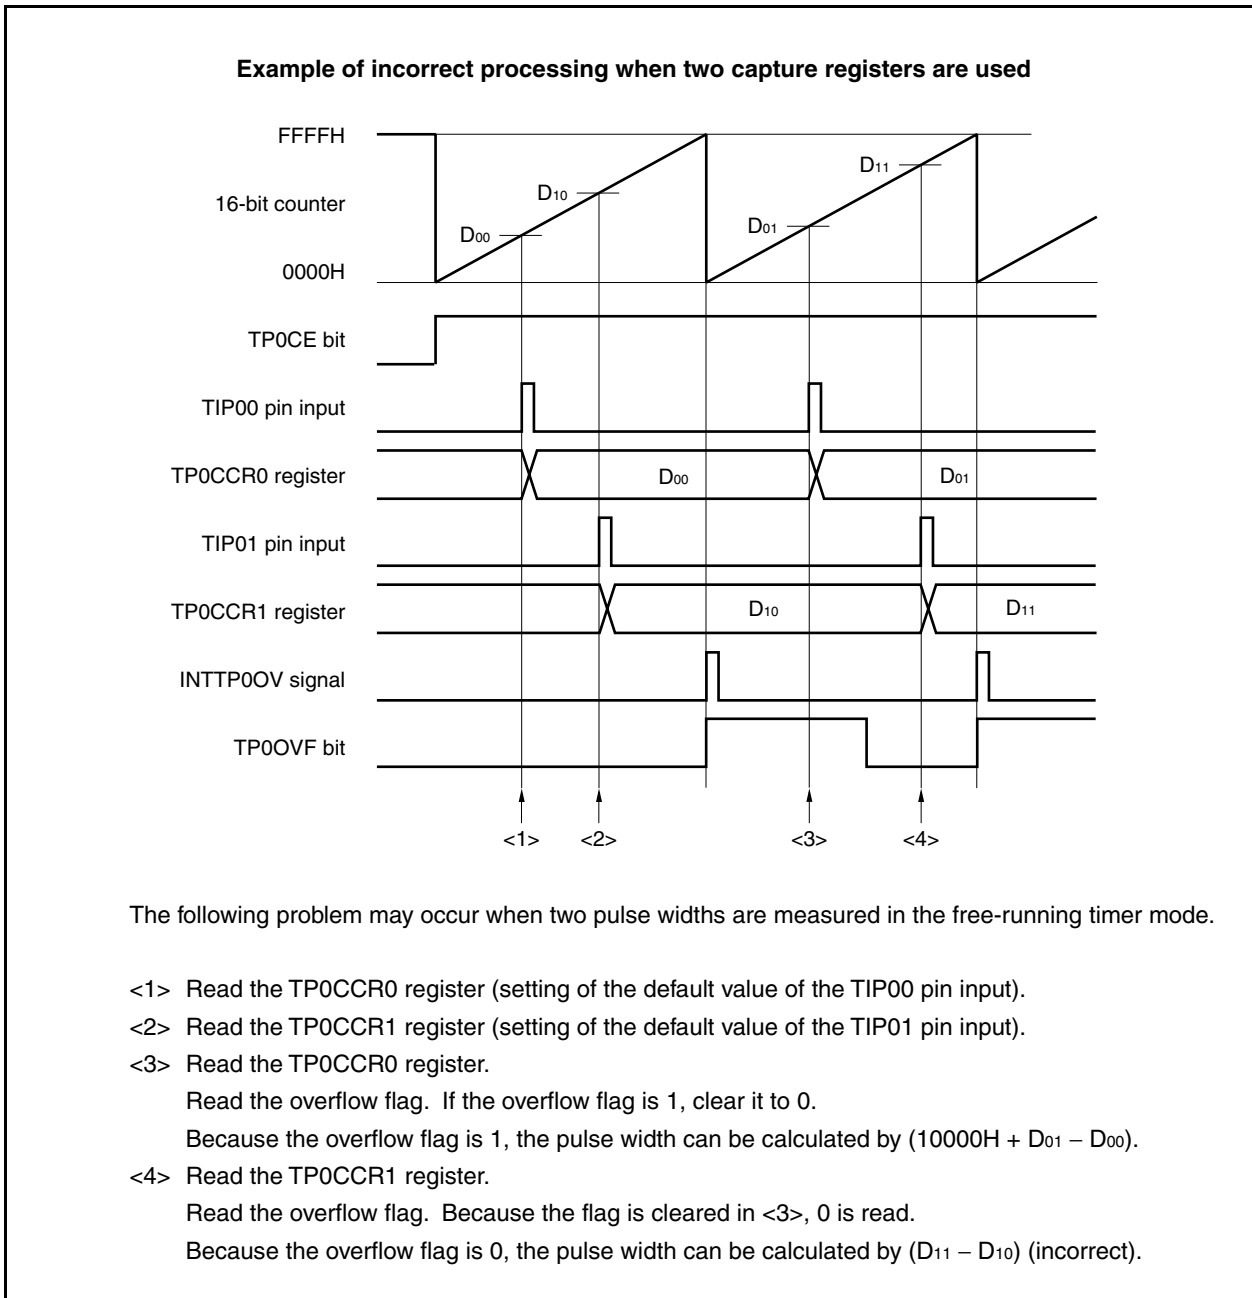 Example of incorrect processing when two capture registers are used
FFFFH
D11
D10
16-bit counter
D01
D00
0000H
TP0CE bit
TIP00 pin input
TP0CCR0 register
D00
D01
TIP01 pin input
TP0CCR1 register
D10
D11
INTTP0OV signal
TP0OVF bit
<1>
<2>
<3>
<4>
The following problem may occur when two pulse widths are measured in the free-running timer mode.
<1> Read the TP0CCR0 register (setting of the default value of the TIP00 pin input).
<2> Read the TP0CCR1 register (setting of the default value of the TIP01 pin input).
<3> Read the TP0CCR0 register.
Read the overflow flag. If the overflow flag is 1, clear it to 0.
Because the overflow flag is 1, the pulse width can be calculated by (10000H + D01 − D00).
<4> Read the TP0CCR1 register.
Read the overflow flag. Because the flag is cleared in <3>, 0 is read.
Because the overflow flag is 0, the pulse width can be calculated by (D11 − D10) (incorrect).